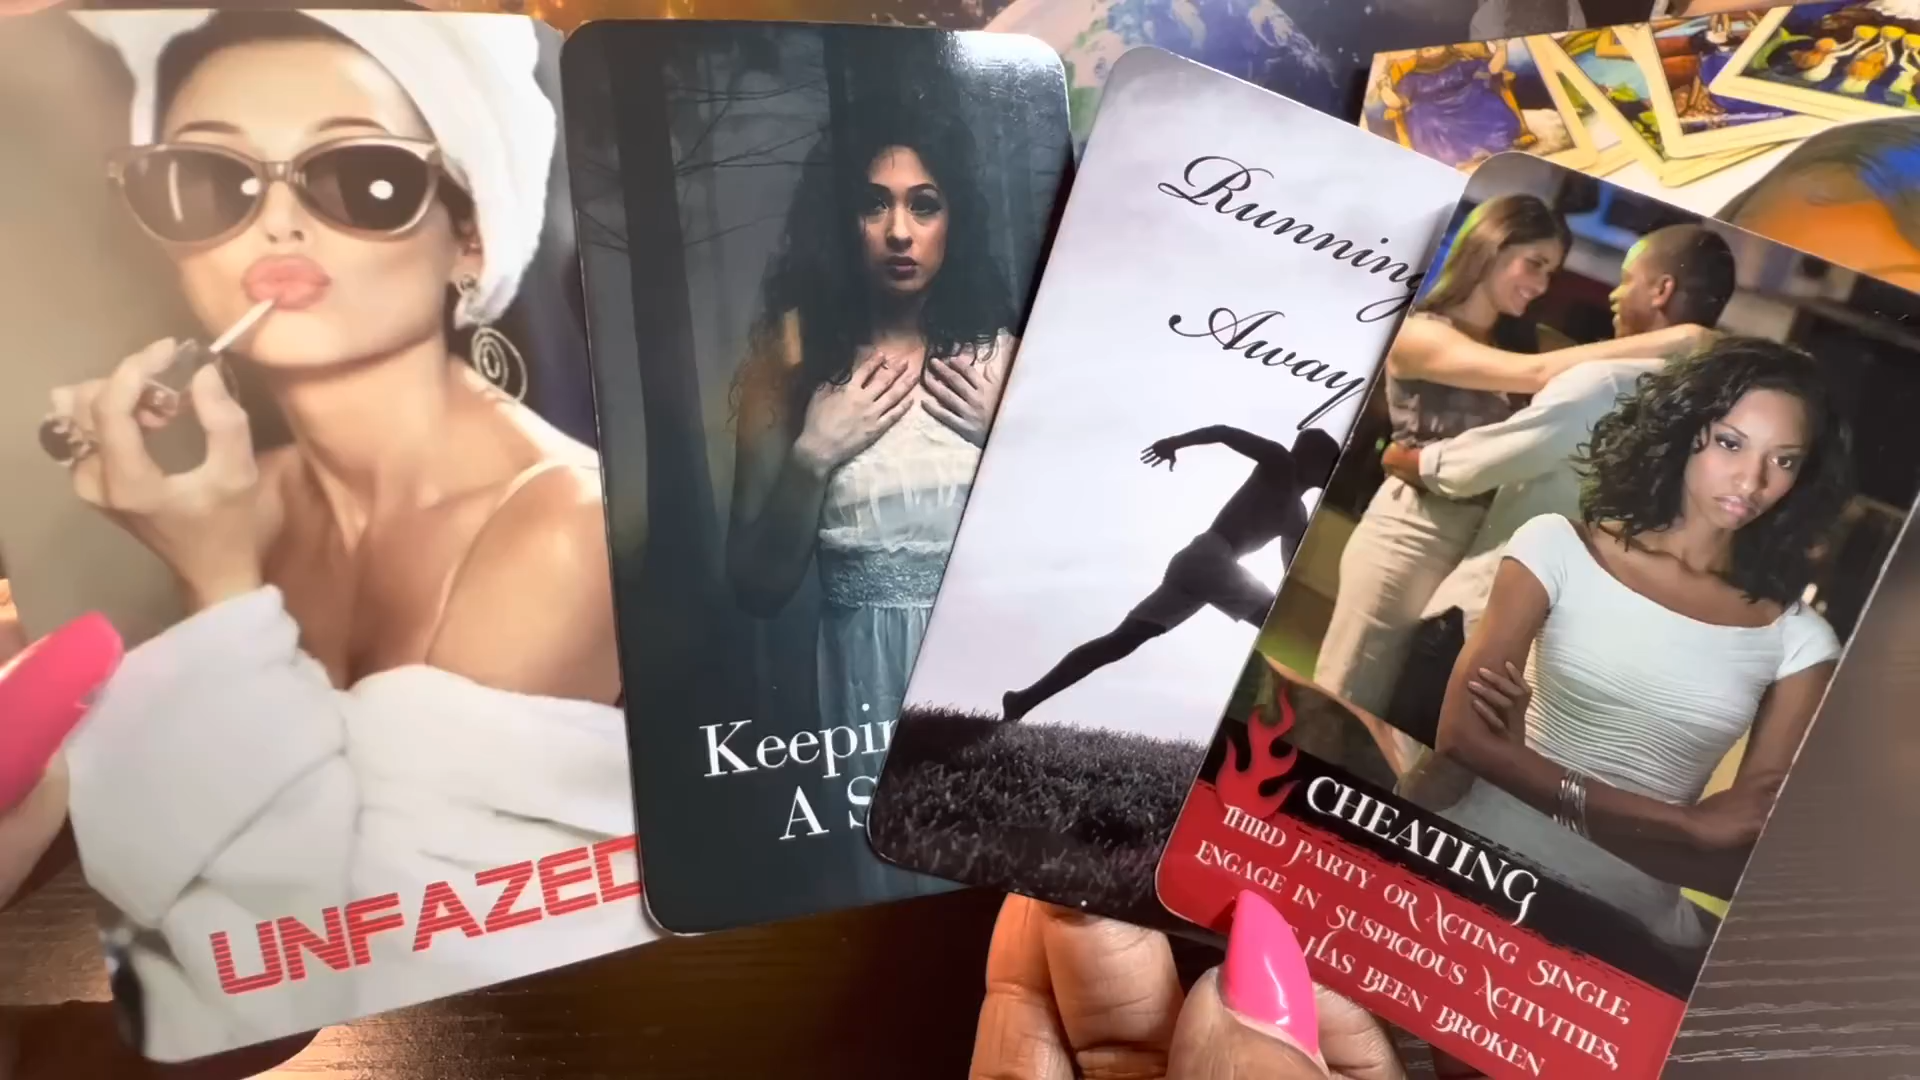 UNFAZED
Keepin
A S
Running
Away
CHEATING
THIRD PARTY OR ACTING SINGLE,
ENGAGE IN SUSPICIOUS ACTIVITIES,
HAS BEEN BROKEN